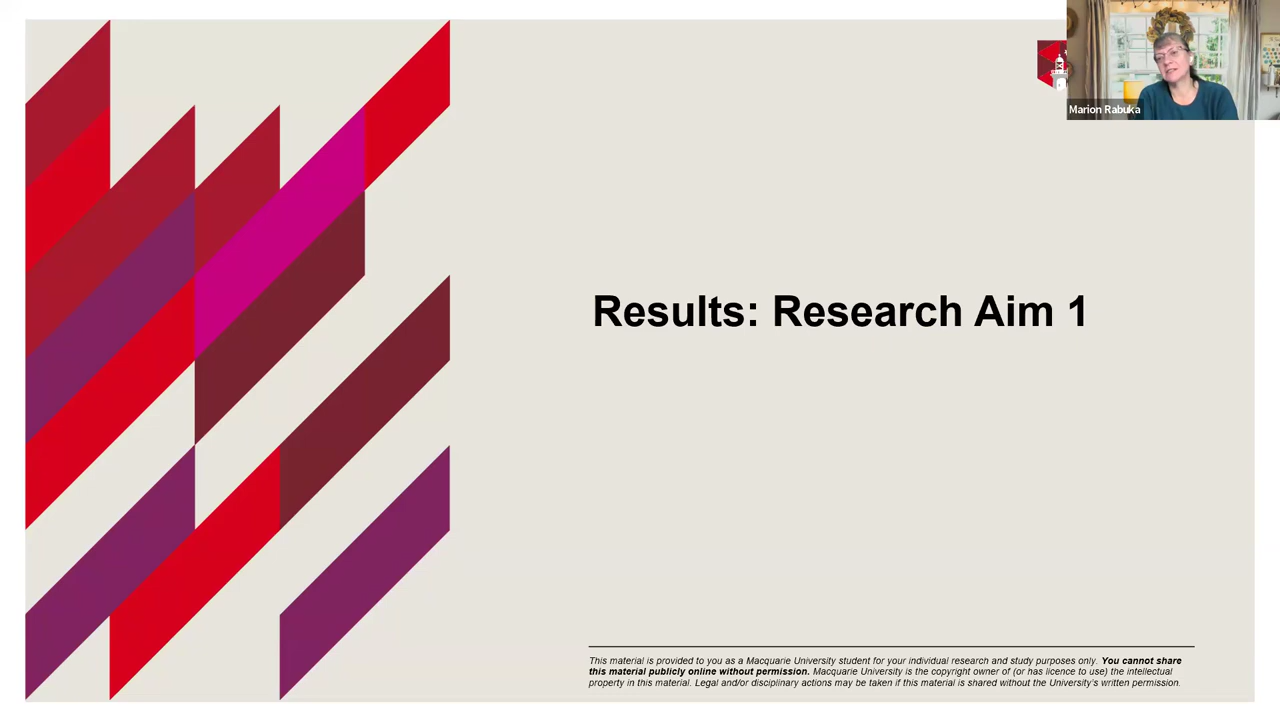 Marion Rabuka
Results: Research Aim 1
This material is provided to you as a Macquarie University student for your individual research and study purposes only. You cannot share
this material publicly online without permission. Macquarie University is the copyright owner of (or has licence to use) the intellectual
property in this material. Legal and/or disciplinary actions may be taken if this material is shared without the University's written permission.